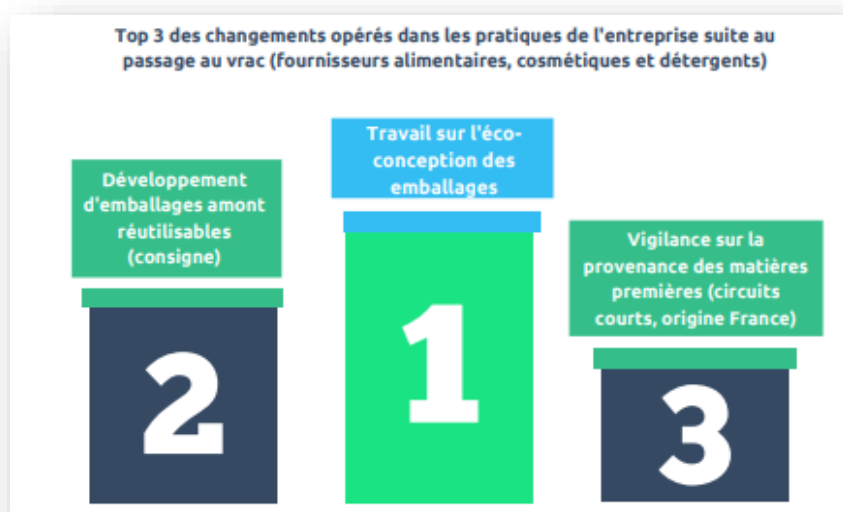 Top 3 des changements opérés dans les pratiques de l'entreprise suite au
passage au vrac (fournisseurs alimentaires, cosmétiques et détergents)
Développement
d'emballages amont
réutilisables
(consigne)
2
Travail sur l'éco-
conception des
emballages
1
Vigilance sur la
provenance des matières
premières (circuits
courts, origine France)
3